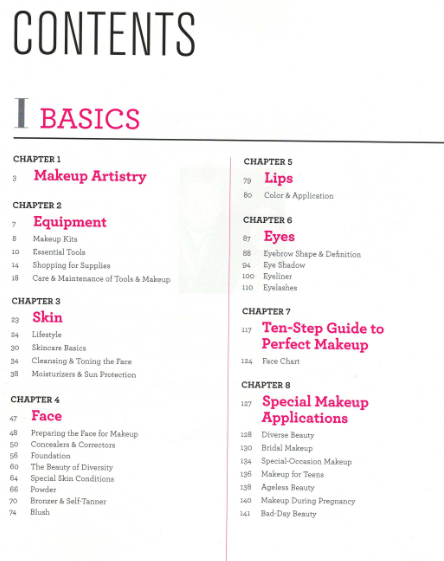 CONTENTS
I BASICS
CHAPTER 1
3 Makeup Artistry
CHAPTER 2
7 Equipment
8 Makeup Kits
10 Essential Tools
14 Shopping for Supplies
18 Care & Maintenance of Tools & Makeup
CHAPTER 3
23 Skin
24 Lifestyle
30 Skincare Basics
34 Cleansing & Toning the Face
38 Moisturizers & Sun Protection
CHAPTER 4
47 Face
48 Preparing the Face for Makeup
50 Concealers & Correctors
56 Foundation
60 The Beauty of Diversity
64 Special Skin Conditions
66 Powder
70 Bronzer & Self-Tanner
74 Blush
CHAPTER 5
79 Lips
80 Color & Application
CHAPTER 6
87 Eyes
88 Eyebrow Shape & Definition
94 Eye Shadow
100 Eyeliner
110 Eyelashes
CHAPTER 7
117 Ten-Step Guide to
Perfect Makeup
124 Face Chart
CHAPTER 8
127 Special Makeup
Applications
128 Diverse Beauty
130 Bridal Makeup
134 Special-Occasion Makeup
136 Makeup for Teens
138 Ageless Beauty
140 Makeup During Pregnancy
141 Bad-Day Beauty